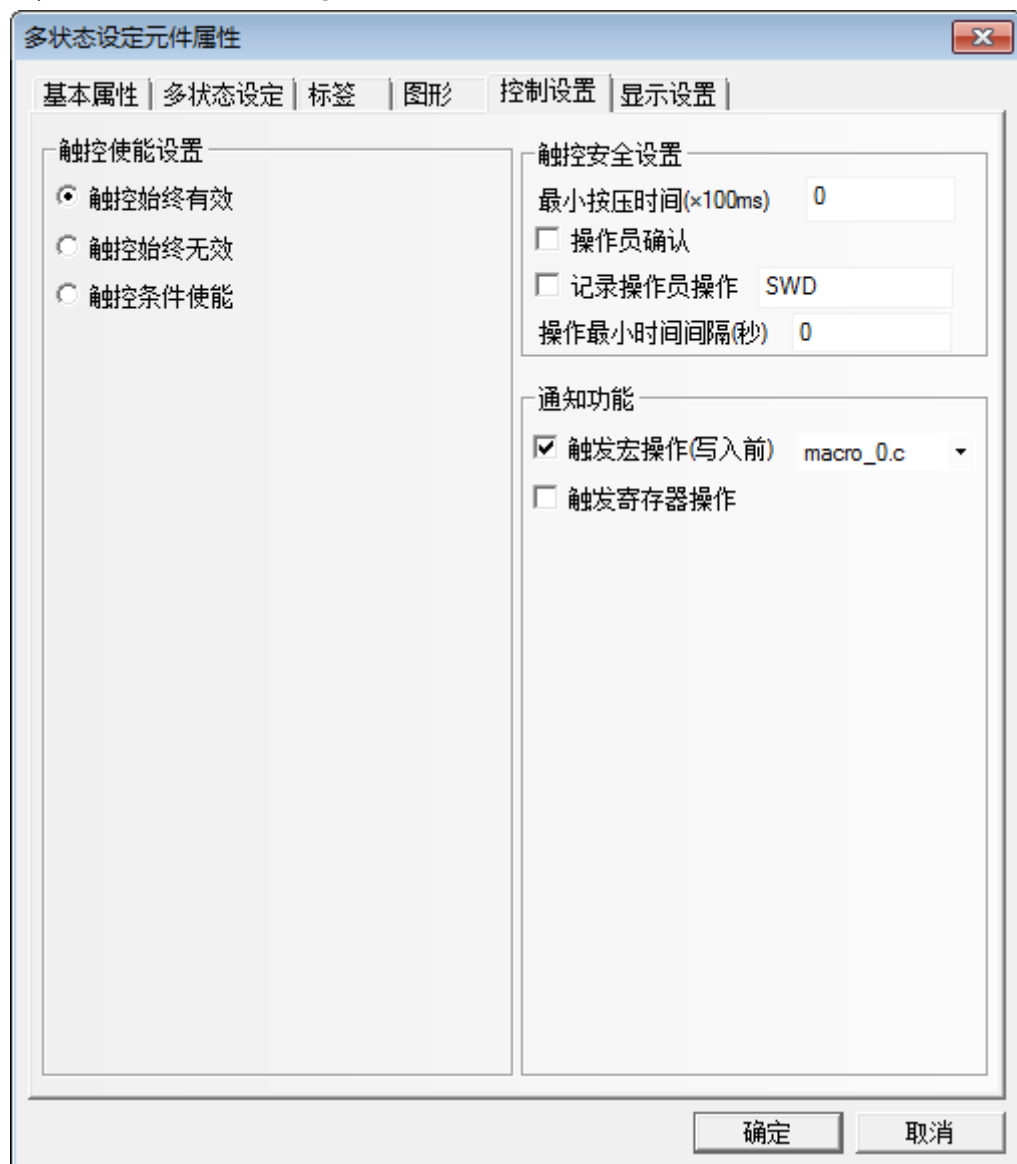 多状态设定元件属性
基本属性 多状态设定 标签 图形 控制设置 显示设置
触控使能设置
触控始终有效
触控始终无效
触控条件使能
触控安全设置
最小按压时间(×100ms) 0
操作员确认
记录操作员操作 SWD
操作最小时间间隔(秒) 0
通知功能
触发宏操作(写入前) macro_0.c
触发寄存器操作
确定 取消